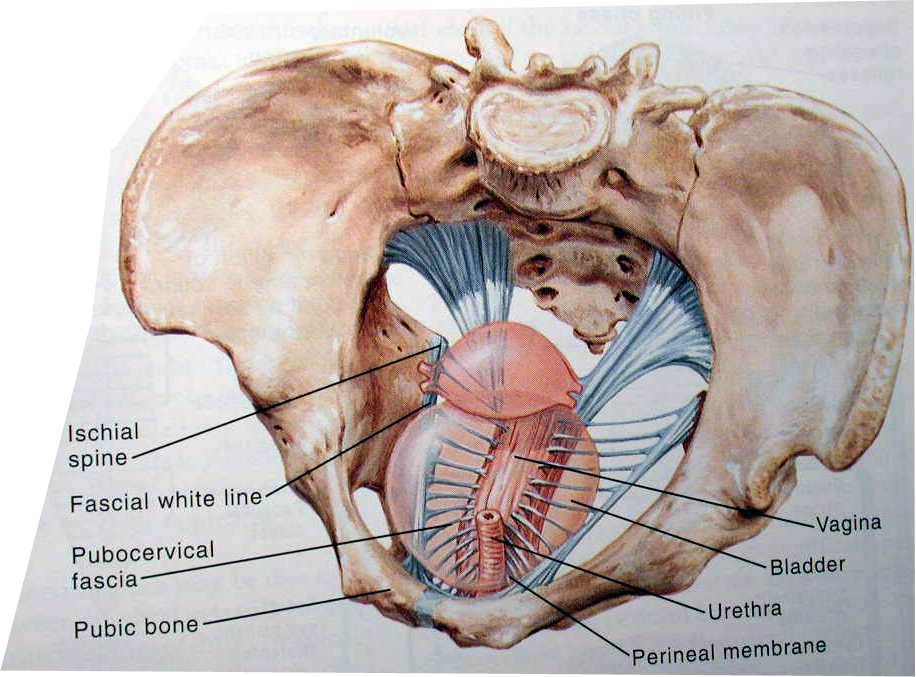 Ischial
spine
Fascial white line
Pubocervical
fascia
Pubic bone
Vagina
Bladder
Urethra
Perineal membrane